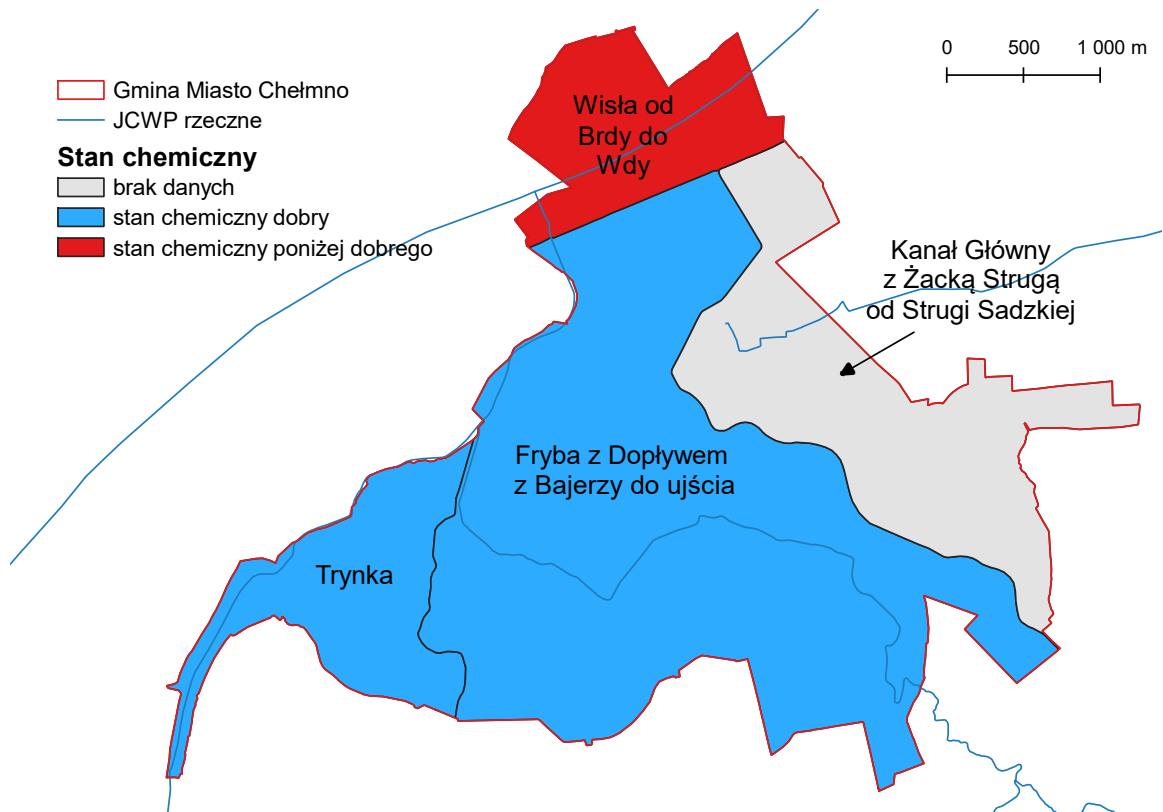 0 500 1 000 m
Gmina Miasto Chełmno
JCWP rzeczne
Stan chemiczny
brak danych
stan chemiczny dobry
stan chemiczny poniżej dobrego
Wisła od
Brdy do
Wdy
Kanał Główny
z Żacką Strugą
od Strugi Sadzkiej
Fryba z Dopływem
z Bajerzy do ujścia
Trynka